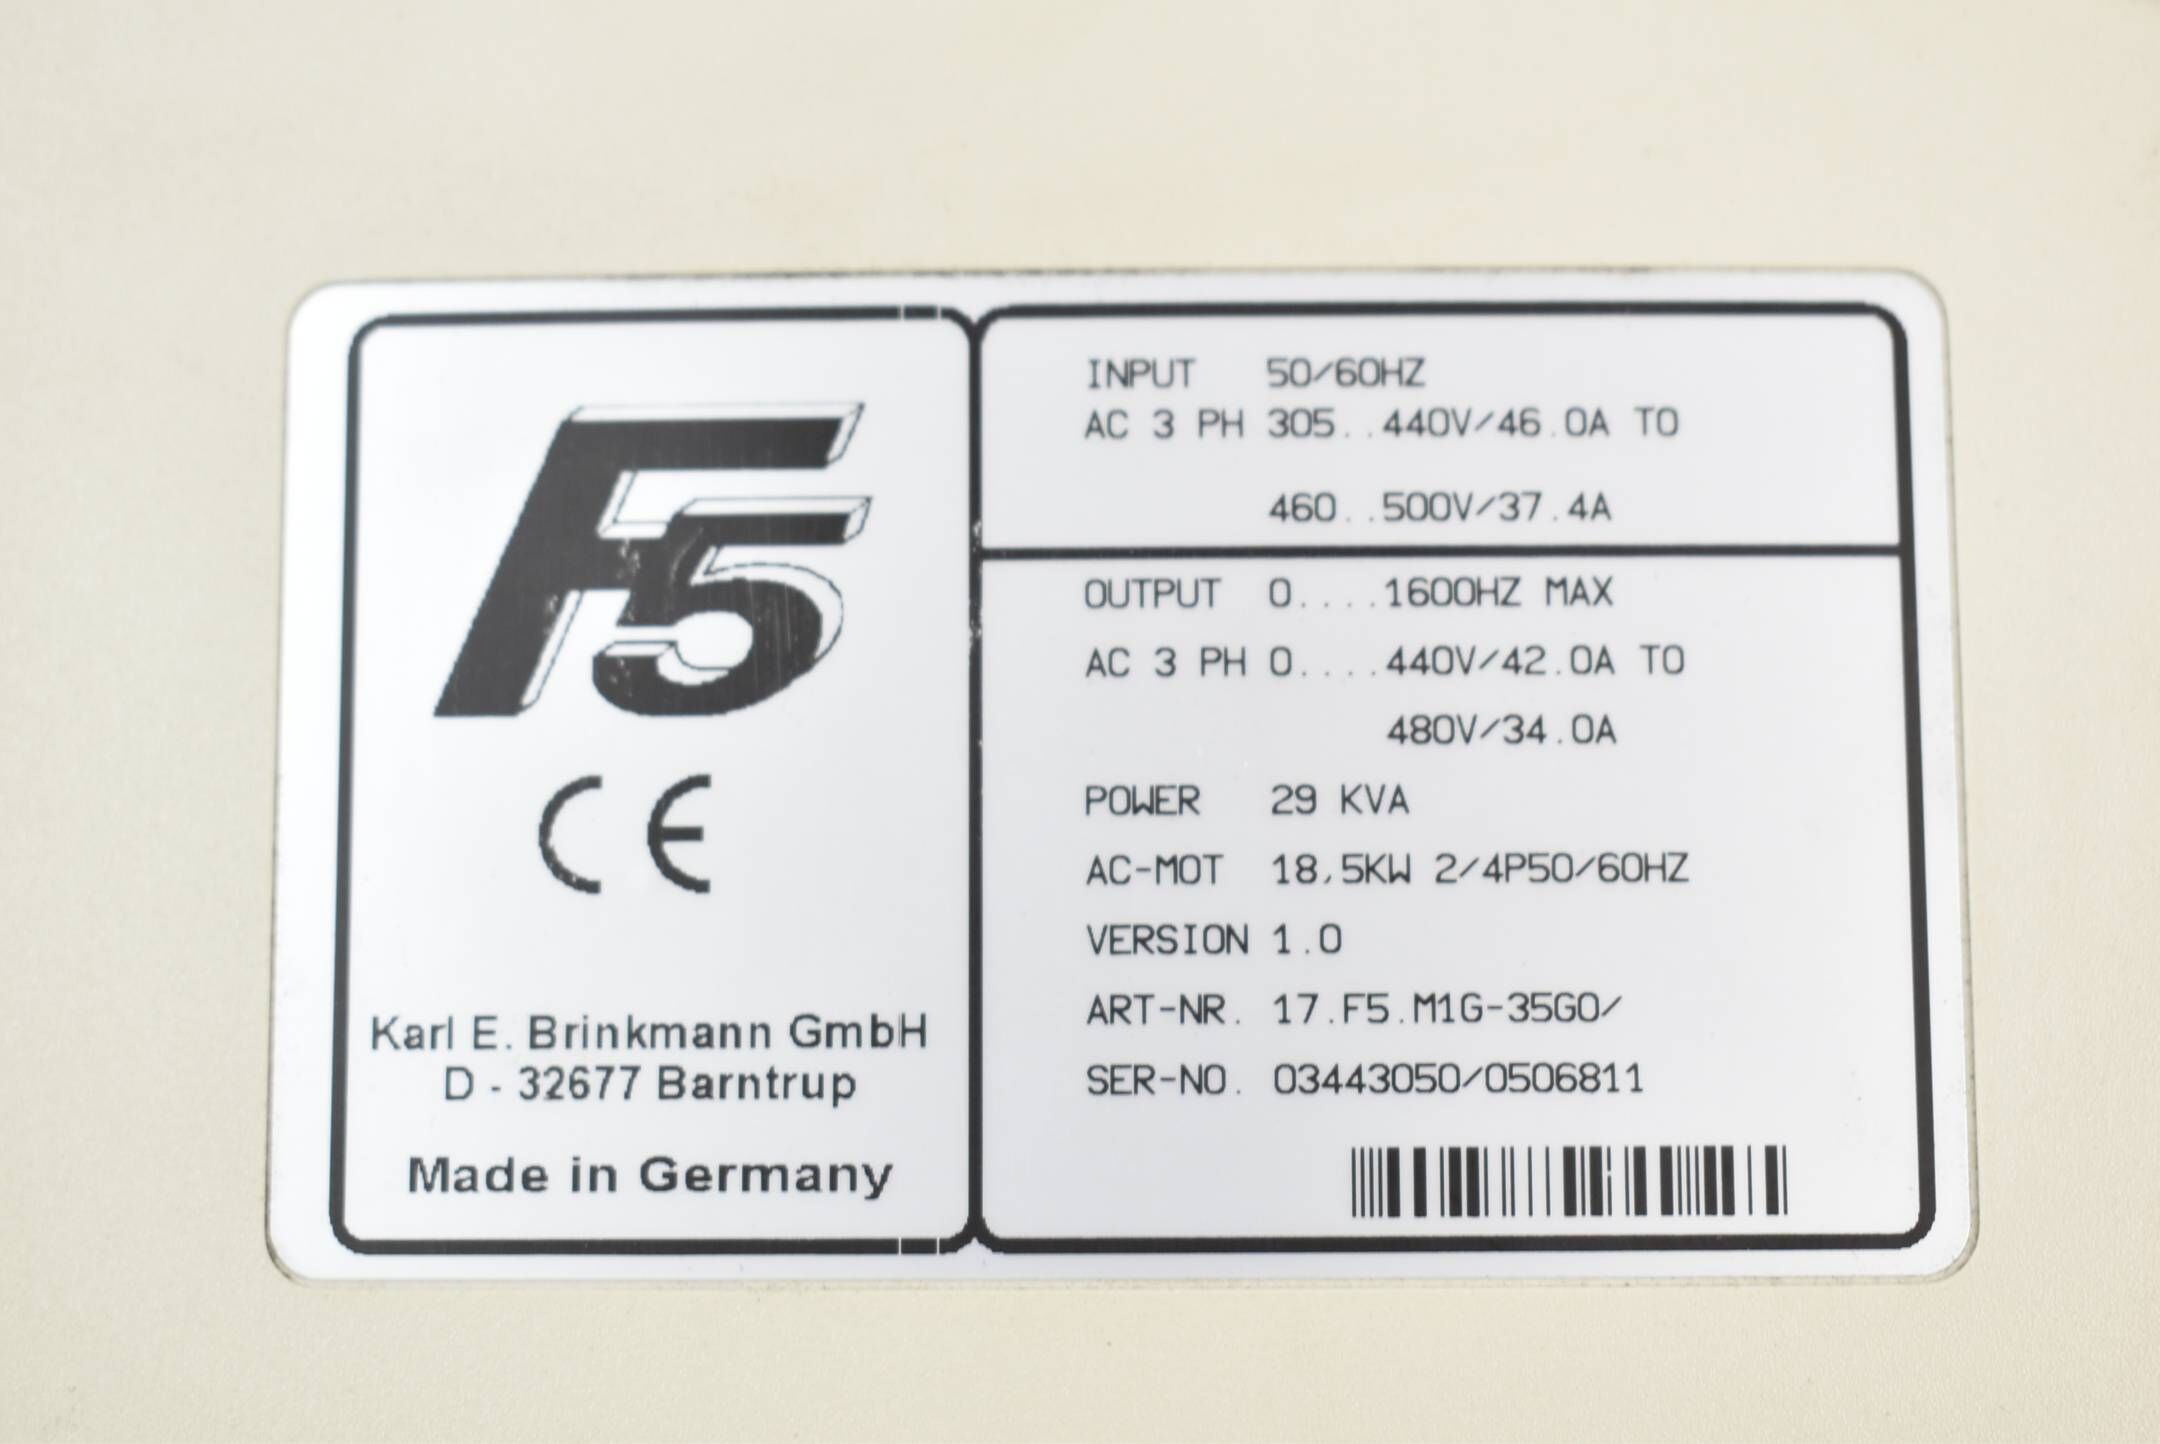 F5
CE
Karl E. Brinkmann GmbH
D - 32677 Barntrup
Made in Germany
INPUT 50/60HZ
AC 3 PH 305..440V/46.0A TO
460..500V/37.4A
OUTPUT 0....1600HZ MAX
AC 3 PH 0....440V/42.0A TO
480V/34.0A
POWER 29 KVA
AC-MOT 18,5KW 2/4P50/60HZ
VERSION 1.0
ART-NR. 17.F5.M1G-35G0/
SER-NO. 03443050/0506811